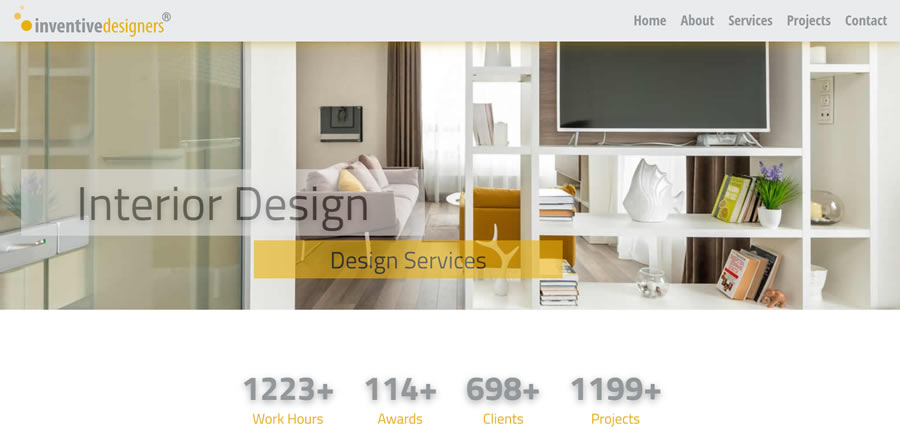 inventivedesigners®
Home About Services Projects Contact
Interior Design
Design Services
1223+ 114+ 698+ 1199+
Work Hours Awards Clients Projects